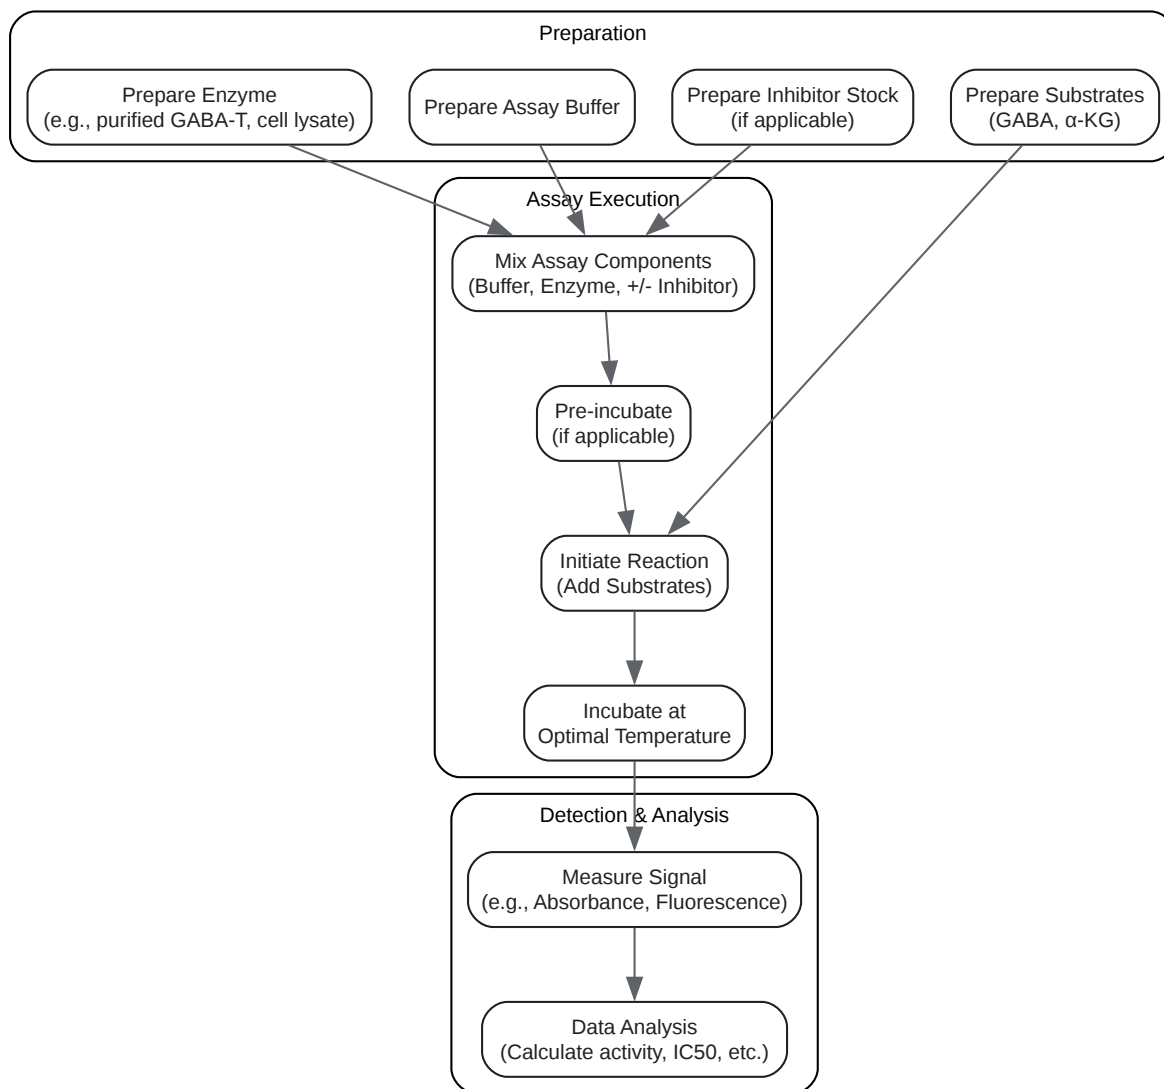 Preparation
Prepare Enzyme
(e.g., purified GABA-T, cell lysate)
Prepare Assay Buffer
Prepare Inhibitor Stock
(if applicable)
Prepare Substrates
(GABA, α-KG)
Assay Execution
Mix Assay Components
(Buffer, Enzyme, +/- Inhibitor)
Pre-incubate
(if applicable)
Initiate Reaction
(Add Substrates)
Incubate at
Optimal Temperature
Detection & Analysis
Measure Signal
(e.g., Absorbance, Fluorescence)
Data Analysis
(Calculate activity, IC50, etc.)